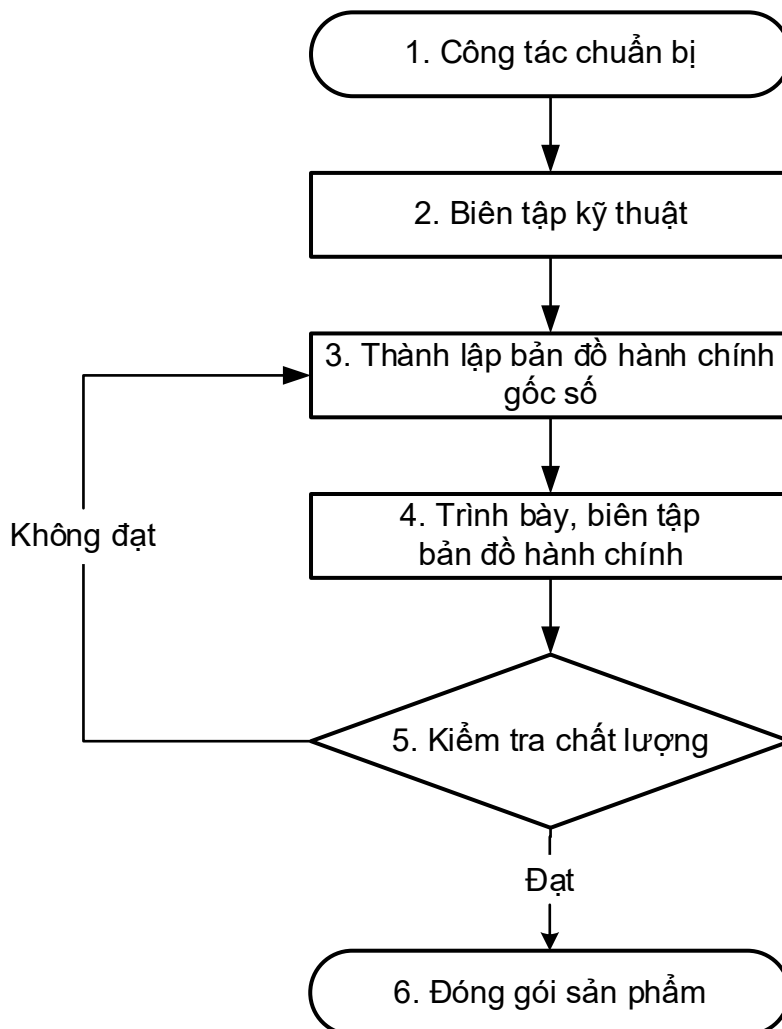 1. Công tác chuẩn bị
2. Biên tập kỹ thuật
3. Thành lập bản đồ hành chính
gốc số
4. Trình bày, biên tập
bản đồ hành chính
Không đạt
5. Kiểm tra chất lượng
Đạt
6. Đóng gói sản phẩm